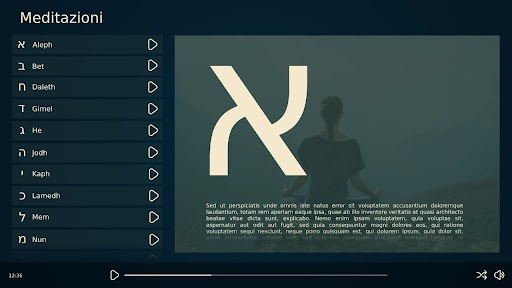 Meditazioni
א Aleph
ב Bet
ח Daleth
ד Gimel
ג He
ה Jodh
י Kaph
כ Lamedh
ל Mem
מ Nun
א
Sed ut perspiciatis unde omnis iste natus error sit voluptatem accusantium doloremque
laudantium, totam rem aperiam eaque ipsa, quae ab illo inventore veritatis et quasi architecto
beatae vitae dicta sunt, explicabo. Nemo enim ipsam voluptatem, quia voluptas sit,
aspernatur aut odit aut fugit, sed quia consequuntur magni dolores eos, qui ratione
voluptatem sequi nesciunt, neque porro quisquam est, qui dolorem ipsum, quia dolor sit,
13:36